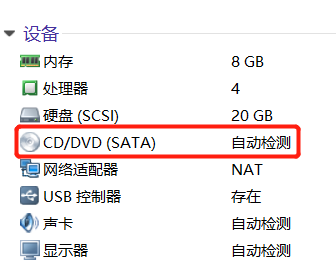 设备
内存 8 GB
处理器 4
硬盘 (SCSI) 20 GB
CD/DVD (SATA) 自动检测
网络适配器 NAT
USB 控制器 存在
声卡 自动检测
显示器 自动检测